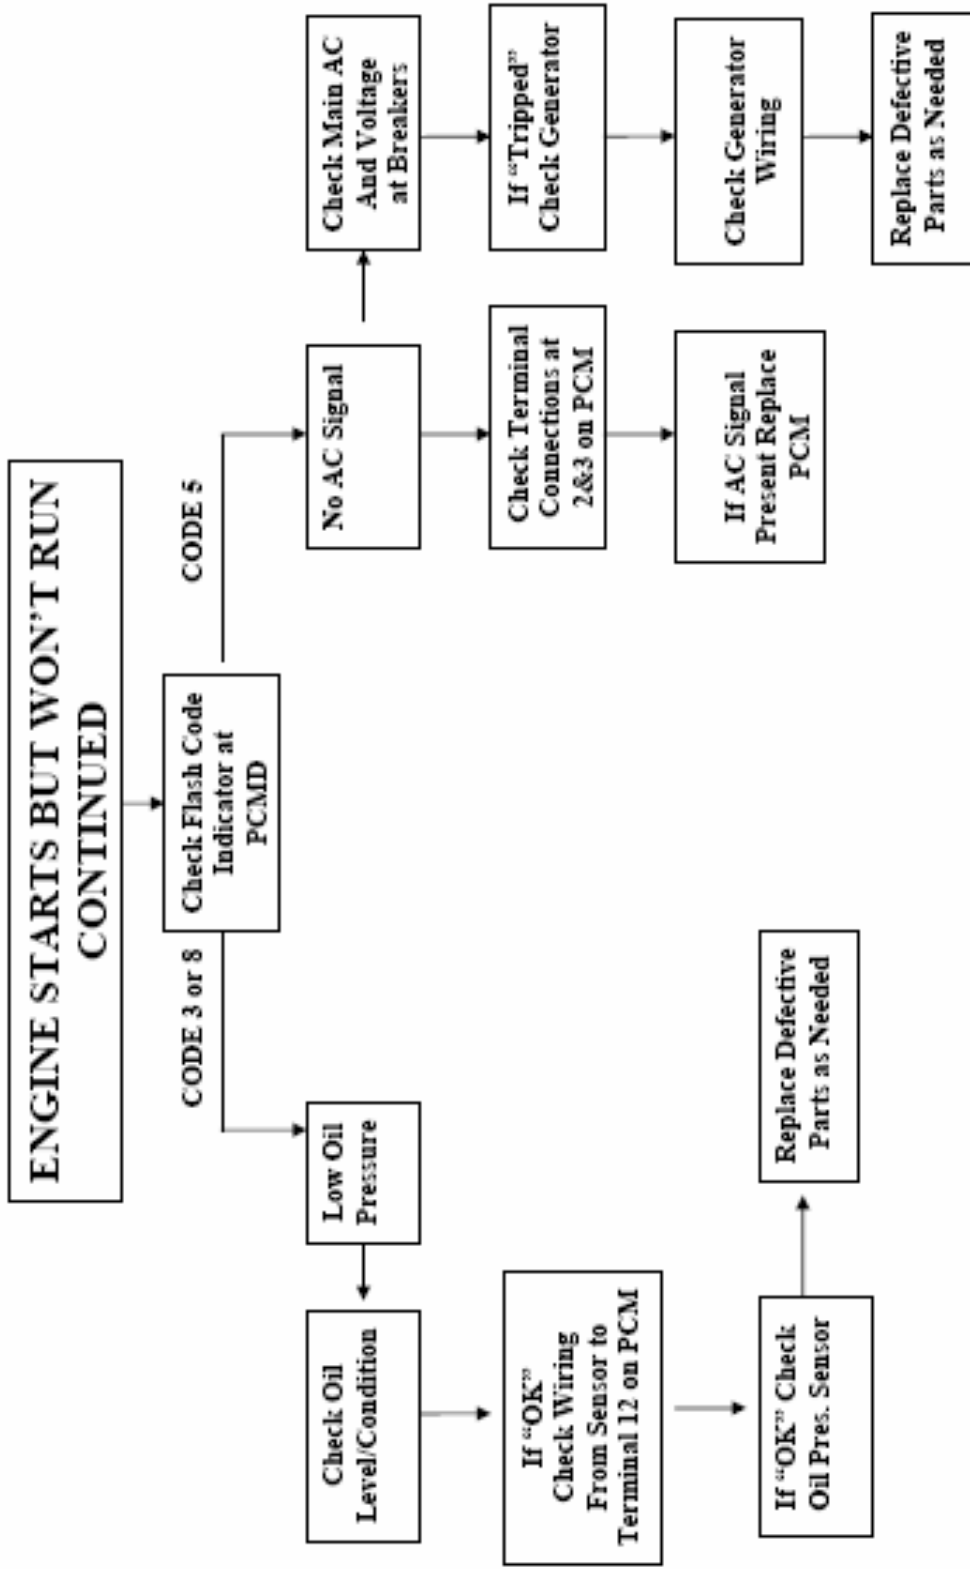 ENGINE STARTS BUT WON'T RUN
CONTINUED
Check Flash Code
Indicator at
PCMD
CODE 3 or 8
CODE 5
Low Oil
Pressure
Check Oil
Level/Condition
If “OK”
Check Wiring
From Sensor to
Terminal 12 on PCM
If “OK” Check
Oil Pres. Sensor
Replace Defective
Parts as Needed
No AC Signal
Check Terminal
Connections at
2&3 on PCM
If AC Signal
Present Replace
PCM
Check Main AC
And Voltage
at Breakers
If “Tripped”
Check Generator
Check Generator
Wiring
Replace Defective
Parts as Needed